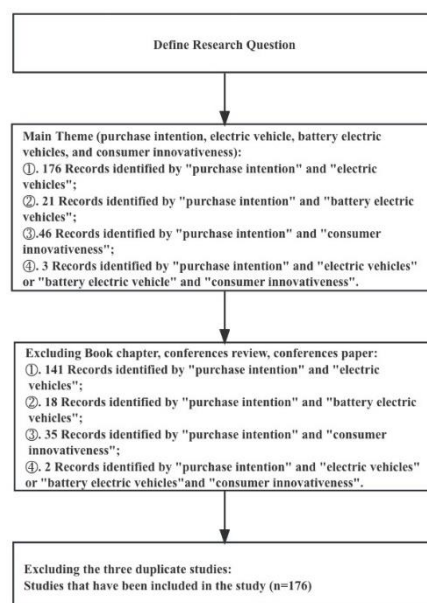 Define Research Question
Main Theme (purchase intention, electric vehicle, battery electric
vehicles, and consumer innovativeness):
①. 176 Records identified by "purchase intention" and "electric
vehicles";
②. 21 Records identified by "purchase intention" and "battery electric
vehicles";
③.46 Records identified by "purchase intention" and "consumer
innovativeness";
④. 3 Records identified by "purchase intention" and "electric vehicles"
or "battery electric vehicle" and "consumer innovativeness".
Excluding Book chapter, conferences review, conferences paper:
①. 141 Records identified by "purchase intention" and "electric
vehicles";
②. 18 Records identified by "purchase intention" and "battery electric
vehicles";
③. 35 Records identified by "purchase intention" and "consumer
innovativeness";
④. 2 Records identified by "purchase intention" and "electric vehicles"
or "battery electric vehicles"and "consumer innovativeness".
Excluding the three duplicate studies:
Studies that have been included in the study (n=176)